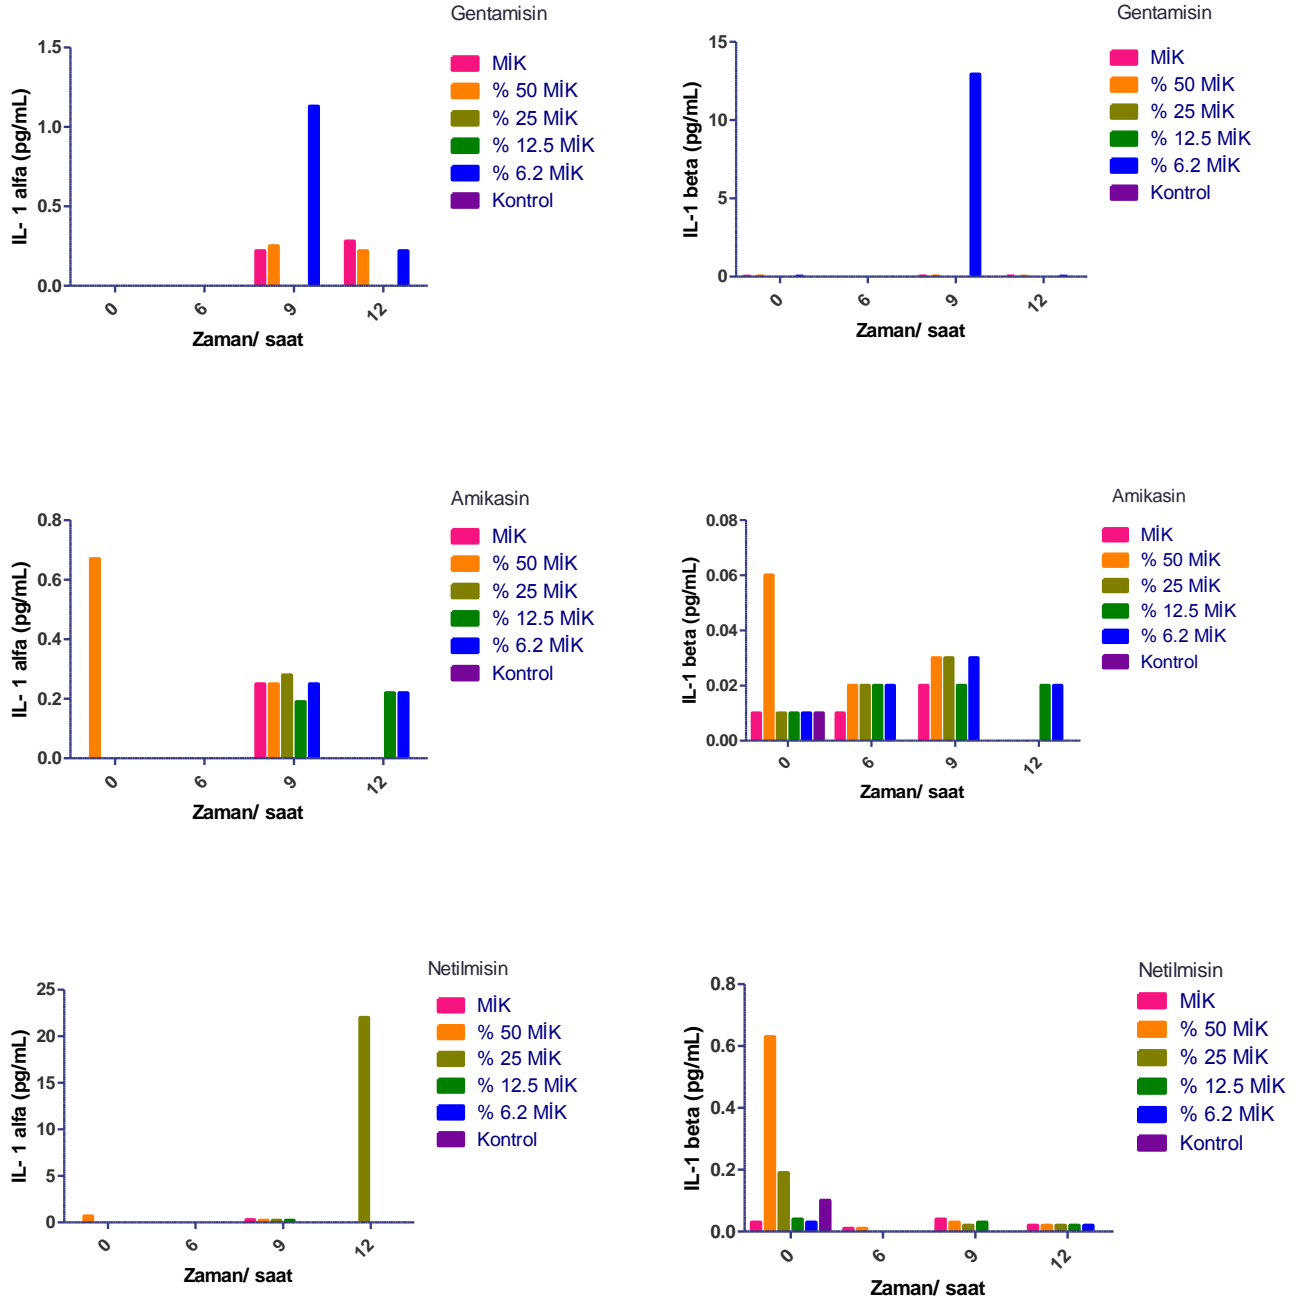 Gentamisin
1.5
1.0
0.5
0.0
IL- 1 alfa (pg/mL)
0
6
9
12
Zaman/ saat
MİK
% 50 MİK
% 25 MİK
% 12.5 MİK
% 6.2 MİK
Kontrol
Gentamisin
15
10
5
0
IL-1 beta (pg/mL)
0
6
9
12
Zaman/ saat
MİK
% 50 MİK
% 25 MİK
% 12.5 MİK
% 6.2 MİK
Kontrol
Amikasin
0.8
0.6
0.4
0.2
0.0
IL- 1 alfa (pg/mL)
0
6
9
12
Zaman/ saat
MİK
% 50 MİK
% 25 MİK
% 12.5 MİK
% 6.2 MİK
Kontrol
Amikasin
0.08
0.06
0.04
0.02
0.00
IL-1 beta (pg/mL)
0
6
9
12
Zaman/ saat
MİK
% 50 MİK
% 25 MİK
% 12.5 MİK
% 6.2 MİK
Kontrol
Netilmisin
25
20
15
10
5
0
IL- 1 alfa (pg/mL)
0
6
9
12
Zaman/ saat
MİK
% 50 MİK
% 25 MİK
% 12.5 MİK
% 6.2 MİK
Kontrol
Netilmisin
0.8
0.6
0.4
0.2
0.0
IL-1 beta (pg/mL)
0
6
9
12
Zaman/ saat
MİK
% 50 MİK
% 25 MİK
% 12.5 MİK
% 6.2 MİK
Kontrol